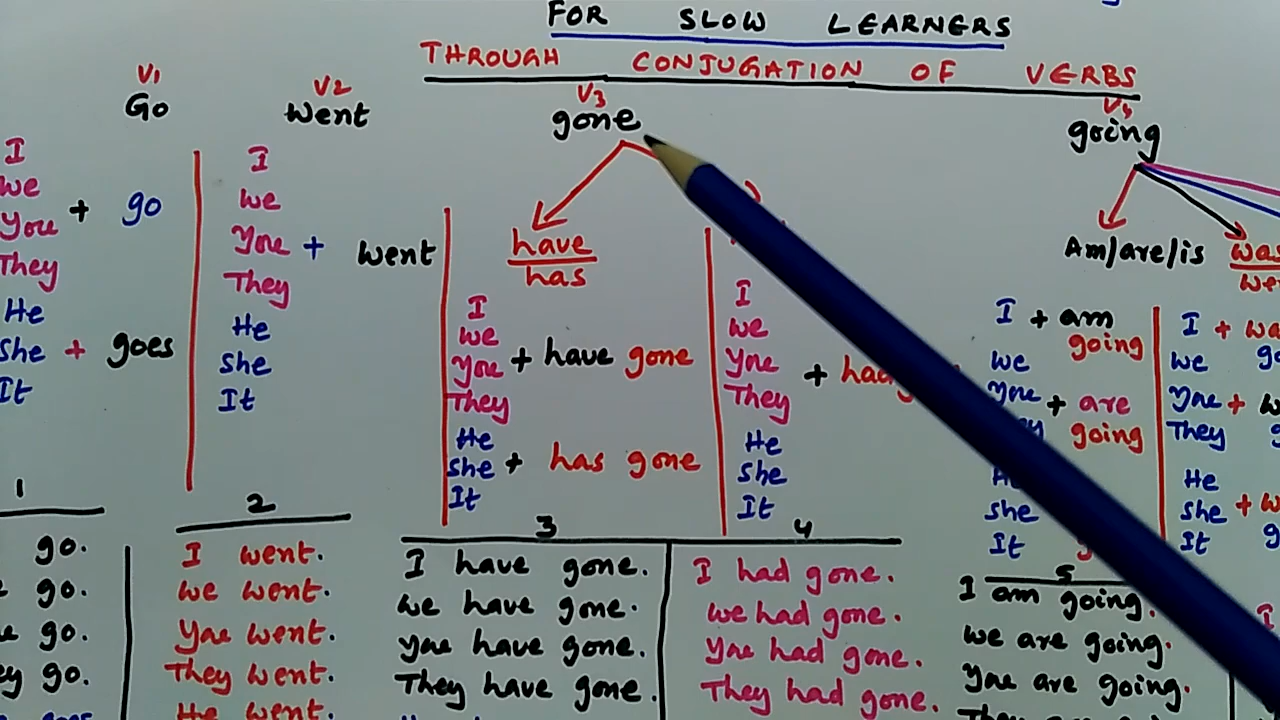 FOR SLOW LEARNERS
THROUGH CONJUGATION OF VERBS
V1
Go
I
we
You
They
+ go
He
She
It
+ goes
V2
Went
I
we
You
They
+ went
He
She
It
V3
gone
have
has
I
we
You
They
+ have gone
He
She
It
+ has gone
I
we
You
They
+ had
He
She
It
V4
going
Am/are/is
I + am
going
we
You
+ are
going
He
She
It
I +
we
You +
They
He
She +
It
1
go.
go.
go.
go.
2
I went.
we went.
You went.
They went.
He went.
3
I have gone.
we have gone.
You have gone.
They have gone.
4
I had gone.
we had gone.
You had gone.
They had gone.
5
I am going.
we are going.
You are going.